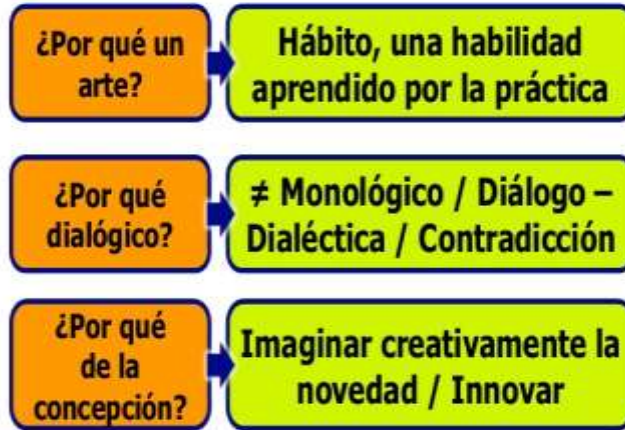 ¿Por qué un
arte?
Hábito, una habilidad
aprendido por la práctica
¿Por qué
dialógico?
≠ Monológico / Diálogo –
Dialéctica / Contradicción
¿Por qué
de la
concepción?
Imaginar creativamente la
novedad / Innovar